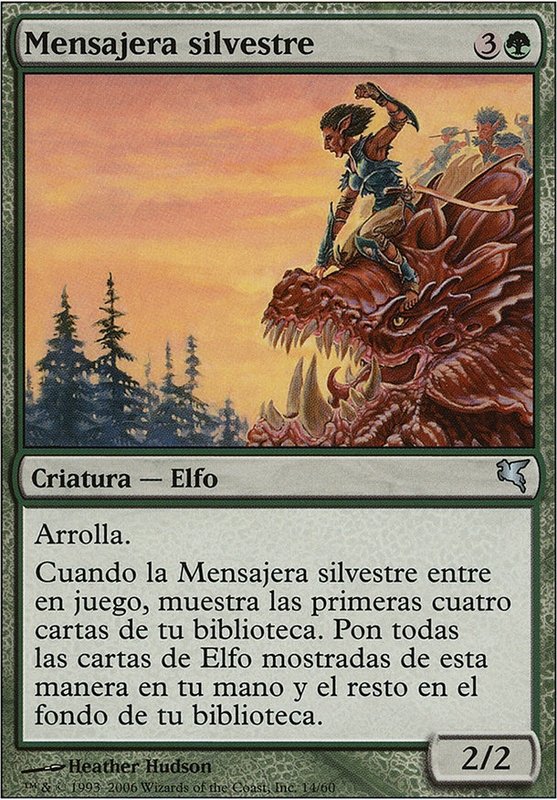 Mensajera silvestre 3
Criatura — Elfo
Arrolla.
Cuando la Mensajera silvestre entre
en juego, muestra las primeras cuatro
cartas de tu biblioteca. Pon todas
las cartas de Elfo mostradas de esta
manera en tu mano y el resto en el
fondo de tu biblioteca.
2/2
Heather Hudson
™ & © 1993–2006 Wizards of the Coast, Inc. 14/60